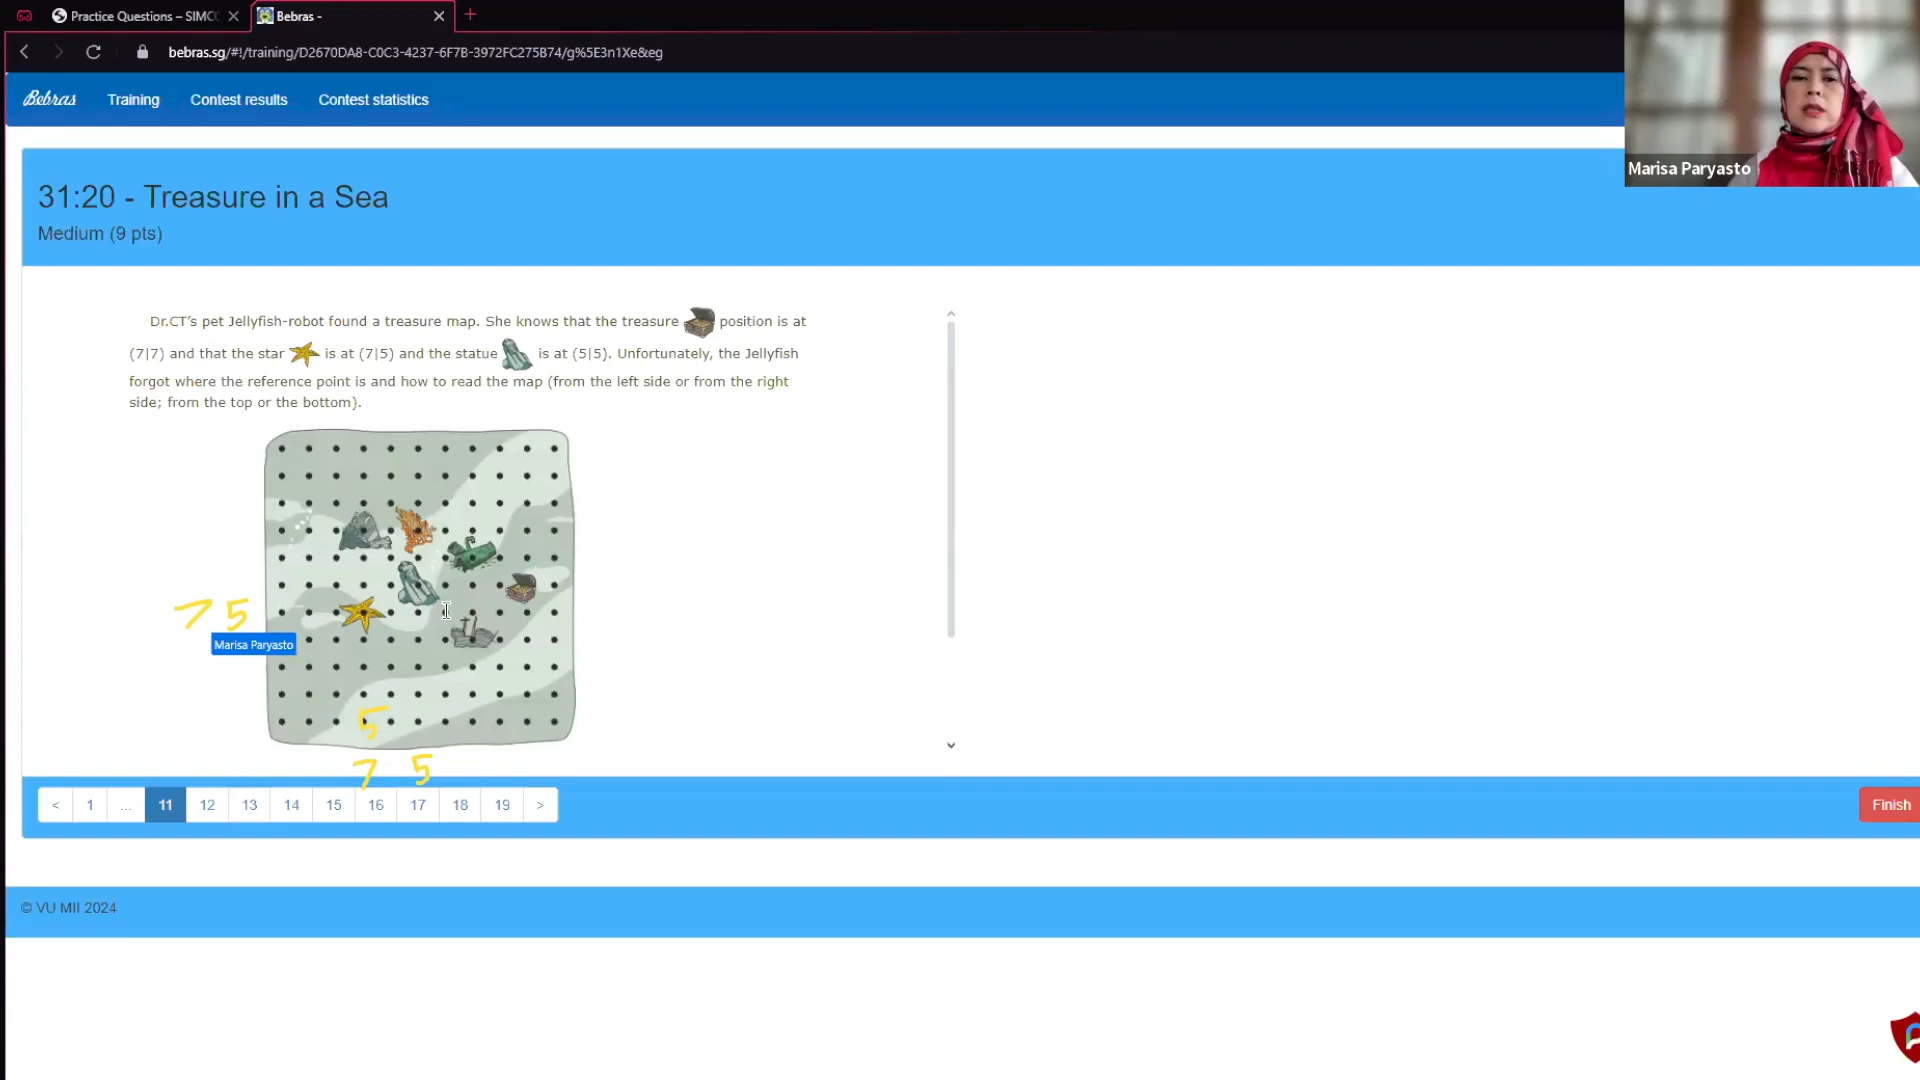 Practice Questions – SIMCC
Bebras -
bebras.sg/#!/training/D2670DA8-C0C3-4237-6F7B-3972FC275B74/g%5E3n1Xe&eg
Bebras Training Contest results Contest statistics
Marisa Paryasto
31:20 - Treasure in a Sea
Medium (9 pts)
Dr.CT's pet Jellyfish-robot found a treasure map. She knows that the treasure position is at
(7|7) and that the star is at (7|5) and the statue is at (5|5). Unfortunately, the Jellyfish
forgot where the reference point is and how to read the map (from the left side or from the right
side; from the top or the bottom).
7 5
Marisa Paryasto
5
7 5
< 1 ... 11 12 13 14 15 16 17 18 19 >
Finish
© VU MII 2024